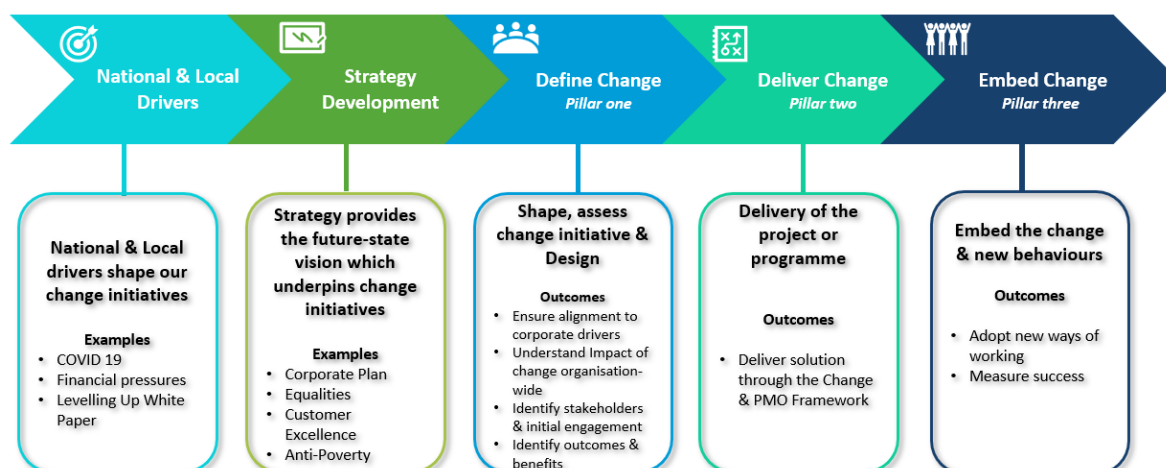 National & Local
Drivers
Strategy
Development
Define Change
Pillar one
Deliver Change
Pillar two
Embed Change
Pillar three
National & Local
drivers shape our
change initiatives
Examples
• COVID 19
• Financial pressures
• Levelling Up White
Paper
Strategy provides
the future-state
vision which
underpins change
initiatives
Examples
• Corporate Plan
• Equalities
• Customer
Excellence
• Anti-Poverty
Shape, assess
change initiative &
Design
Outcomes
• Ensure alignment to
corporate drivers
• Understand Impact of
change organisation-
wide
• Identify stakeholders
& initial engagement
• Identify outcomes &
benefits
Delivery of the
project or
programme
Outcomes
• Deliver solution
through the Change
& PMO Framework
Embed the change
& new behaviours
Outcomes
• Adopt new ways of
working
• Measure success